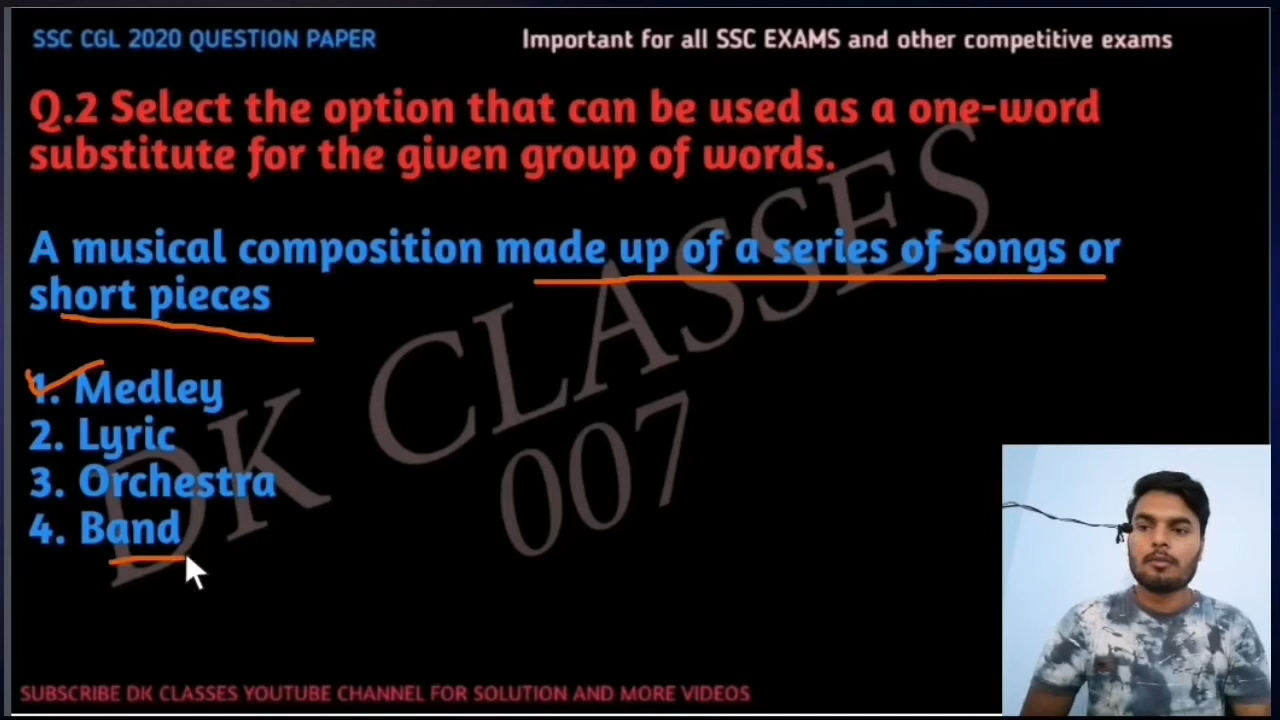 SSC CGL 2020 QUESTION PAPER
Important for all SSC EXAMS and other competitive exams
Q.2 Select the option that can be used as a one-word
substitute for the given group of words.
A musical composition made up of a series of songs or
short pieces
1. Medley
2. Lyric
3. Orchestra
4. Band
DK CLASSES
007
SUBSCRIBE DK CLASSES YOUTUBE CHANNEL FOR SOLUTION AND MORE VIDEOS